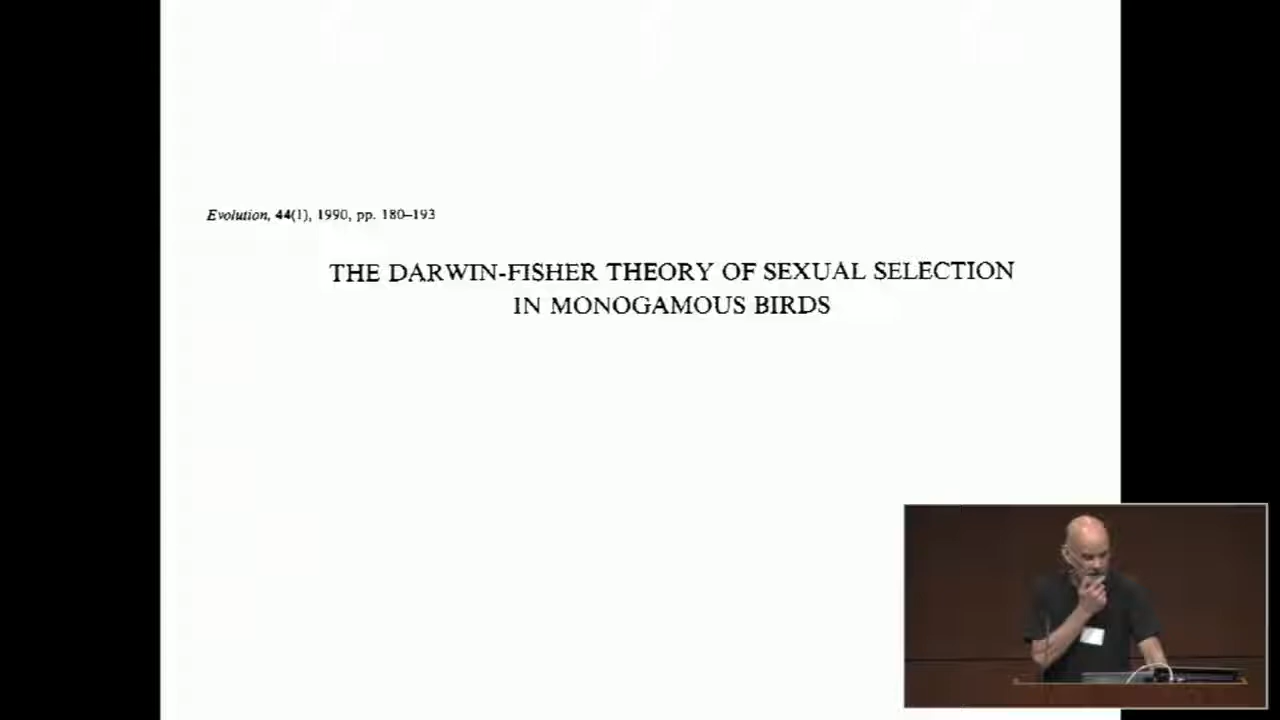 Evolution, 44(1), 1990, pp. 180–193
THE DARWIN-FISHER THEORY OF SEXUAL SELECTION
IN MONOGAMOUS BIRDS